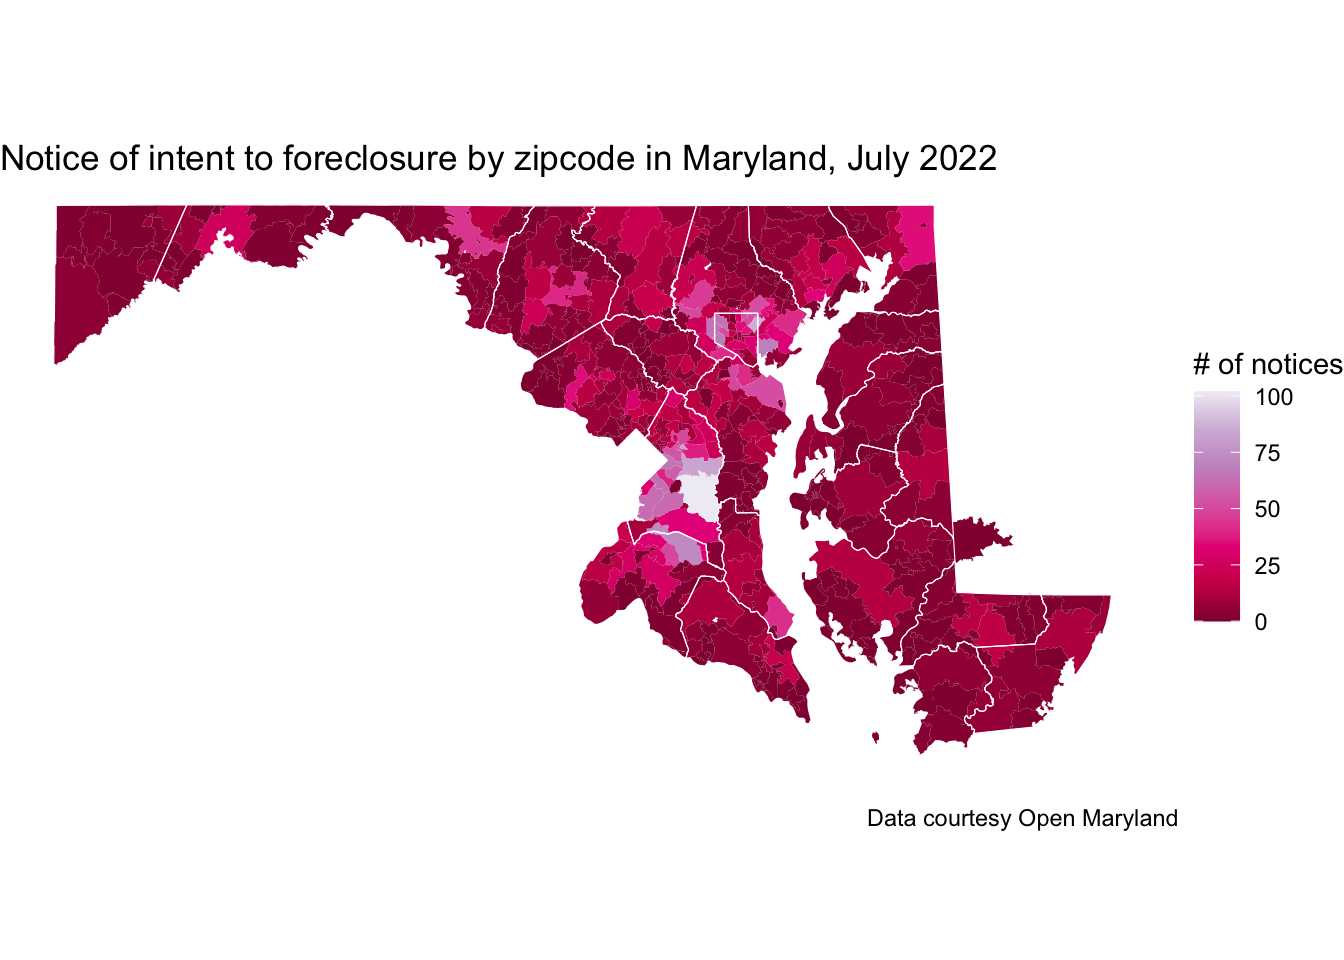 Notice of intent to foreclosure by zipcode in Maryland, July 2022
# of notices
100
75
50
25
0
Data courtesy Open Maryland